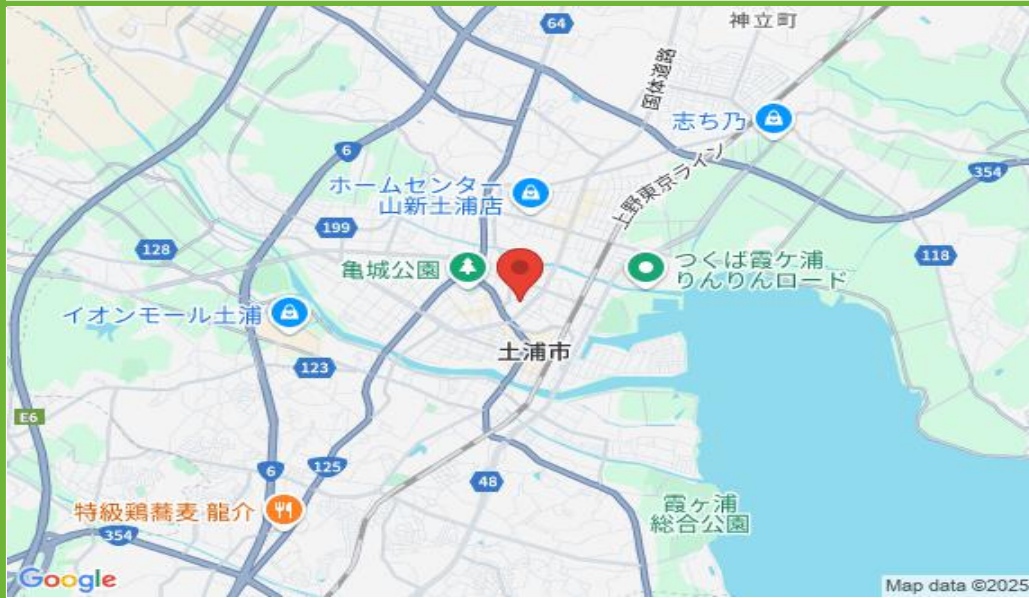 神立町
64
国体道路
志ち乃
6
354
ホームセンター
山新土浦店
上野東京ライン
199
128
118
亀城公園
つくば霞ケ浦
りんりんロード
イオンモール土浦
土浦市
123
E6
6
125
48
特級鶏蕎麦 龍介
霞ヶ浦
総合公園
354
Google
Map data ©2025